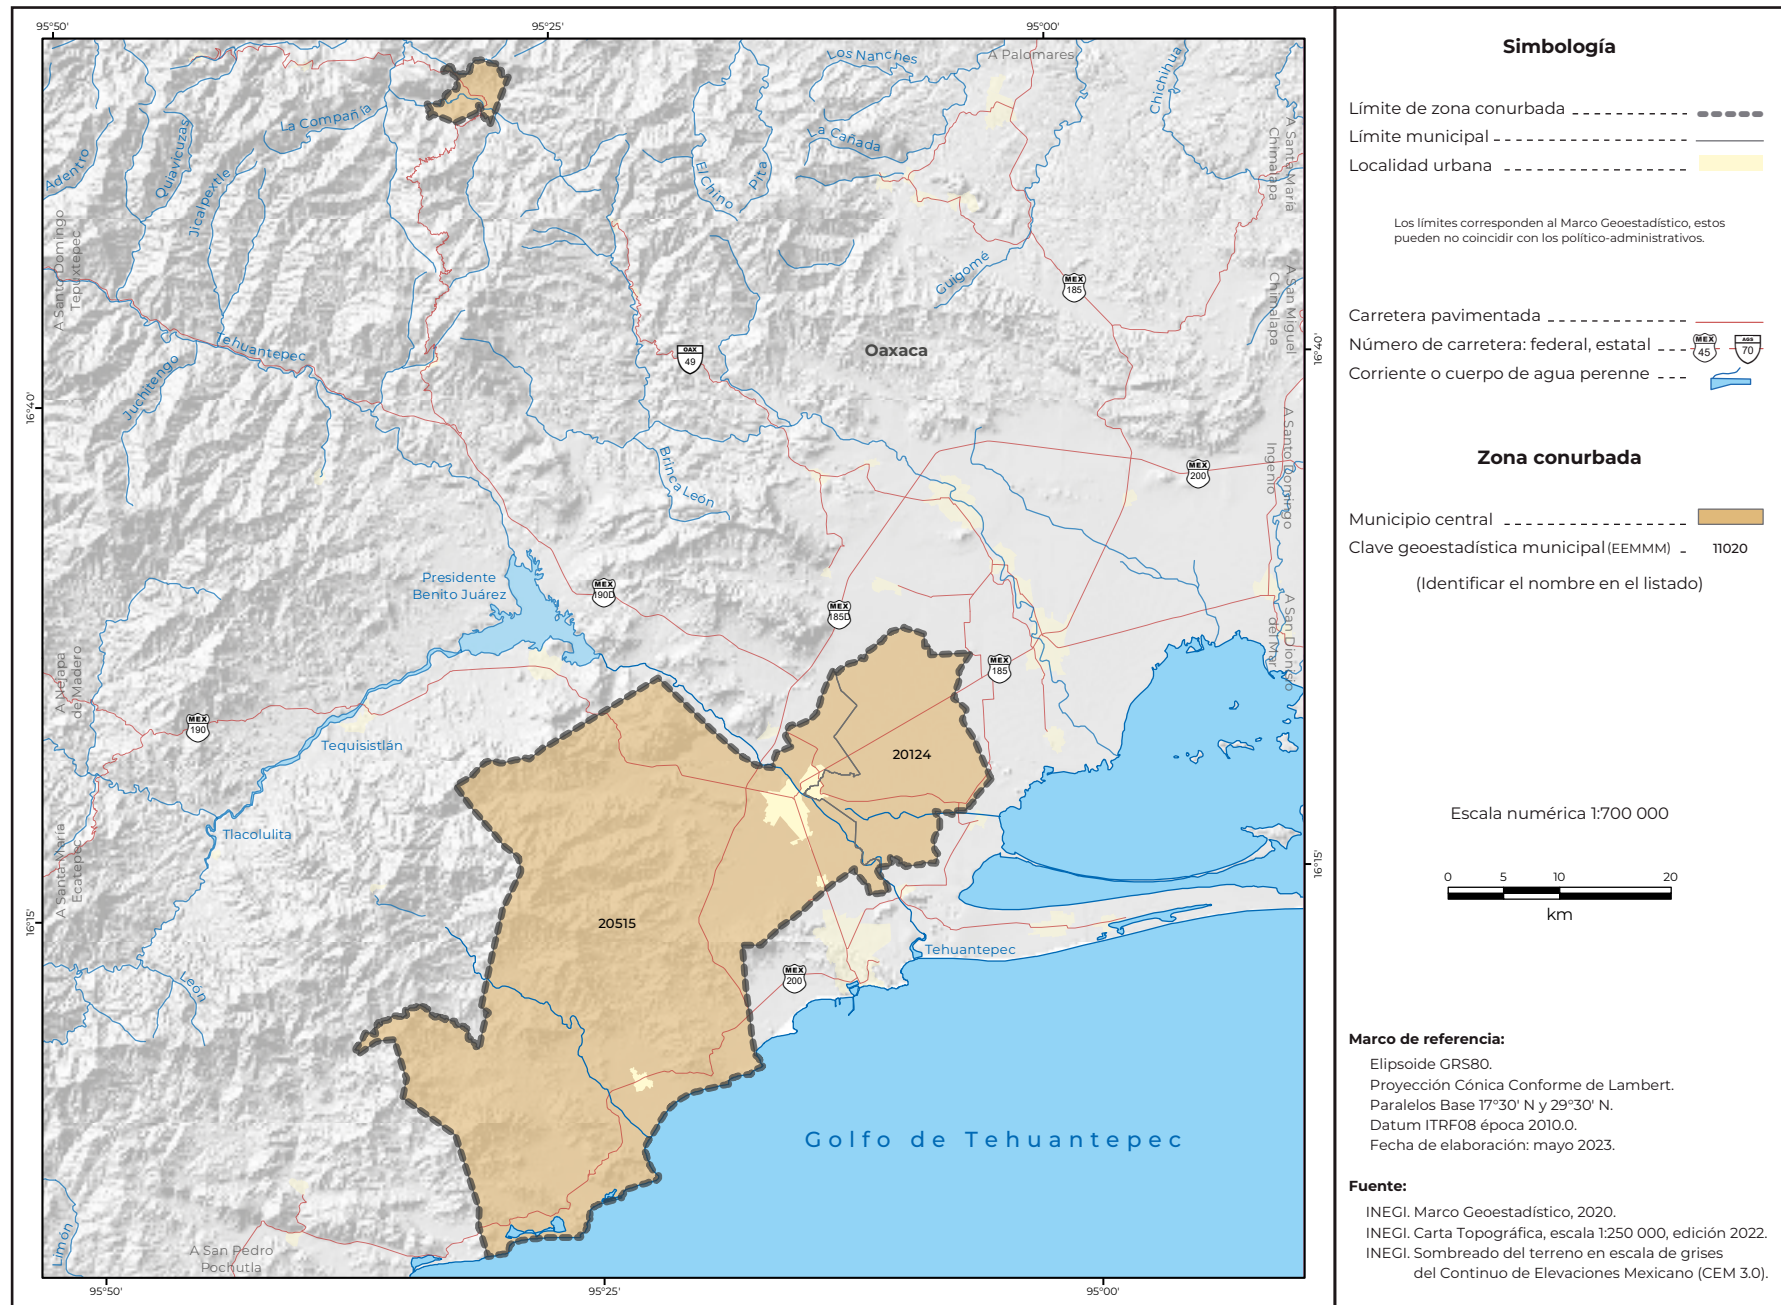 95°50'
95°25'
95°00'
16°40'
16°15'
16°40'
16°15'
95°50'
95°25'
95°00'
Los Nanches
A Palomares
Chichihua
La Compañía
La Cañada
A Santa María
Chimalapa
Adentro
Quiavicuzas
Jicalpextle
El Chino
Pita
A Santo Domingo
Tepuxtepec
Guigomé
A San Miguel
Chimalapa
MEX
185
Tehuantepec
OAX
49
Oaxaca
Juchitengo
Brinca León
A Santo Domingo
Ingenio
MEX
200
Presidente
Benito Juárez
MEX
190D
MEX
185D
A San Dionisio
del Mar
MEX
185
A Nejapa
de Madero
MEX
190
Tequisistlán
20124
Tlacolulita
A Santa María
Ecatepec
20515
Tehuantepec
MEX
200
León
Golfo de Tehuantepec
Limón
A San Pedro
Pochutla
Simbología
Límite de zona conurbada
Límite municipal
Localidad urbana
Los límites corresponden al Marco Geoestadístico, estos
pueden no coincidir con los político-administrativos.
Carretera pavimentada
Número de carretera: federal, estatal
MEX
45
AGS
70
Corriente o cuerpo de agua perenne
Zona conurbada
Municipio central
Clave geoestadística municipal (EEMMM) 11020
(Identificar el nombre en el listado)
Escala numérica 1:700 000
0 5 10 20
km
Marco de referencia:
Elipsoide GRS80.
Proyección Cónica Conforme de Lambert.
Paralelos Base 17°30' N y 29°30' N.
Datum ITRF08 época 2010.0.
Fecha de elaboración: mayo 2023.
Fuente:
INEGI. Marco Geoestadístico, 2020.
INEGI. Carta Topográfica, escala 1:250 000, edición 2022.
INEGI. Sombreado del terreno en escala de grises
del Continuo de Elevaciones Mexicano (CEM 3.0).